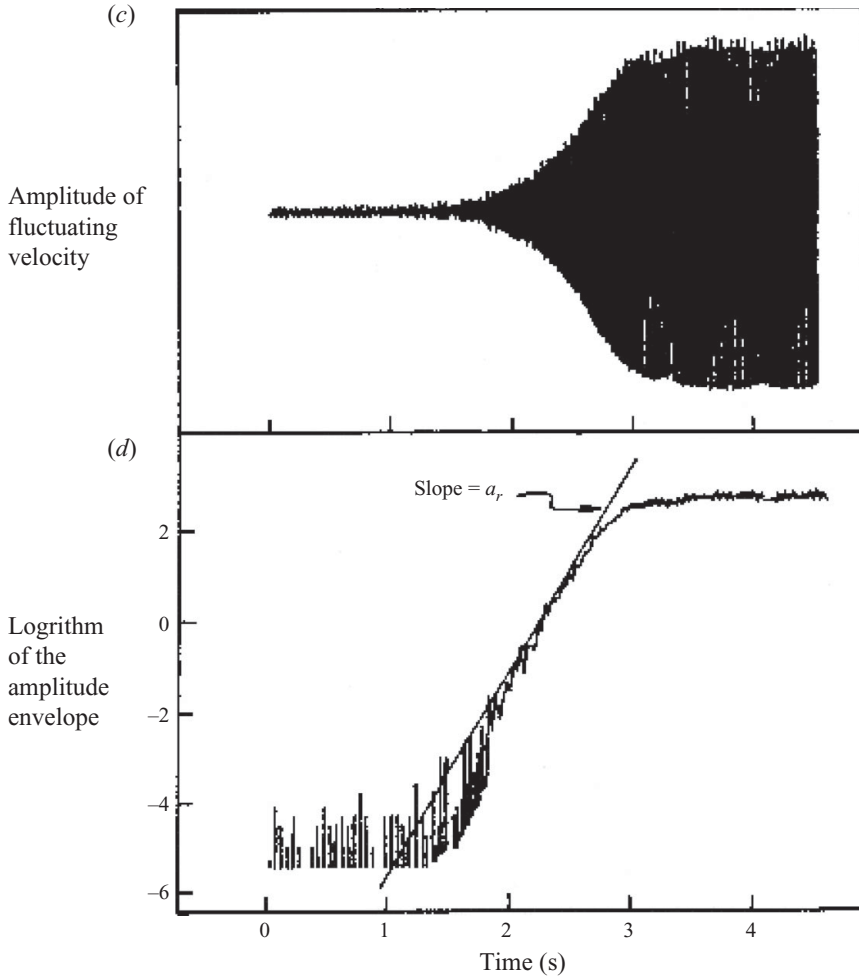 (c)
Amplitude of
fluctuating
velocity
(d)
Slope = a_r
2
0
–2
–4
–6
Logrithm
of the
amplitude
envelope
0 1 2 3 4
Time (s)